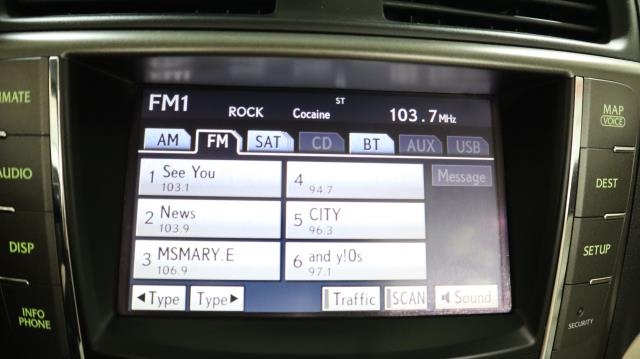 FM1 ROCK Cocaine ST 103.7MHz
AM FM SAT CD BT AUX USB
1 See You 103.1
4 94.7
Message
2 News 103.9
5 CITY 96.3
3 MSMARY.E 106.9
6 and y!0s 97.1
◀Type Type▶ Traffic SCAN Sound
AUDIO
DISP
INFO
PHONE
MAP
VOICE
DEST
SETUP
SECURITY